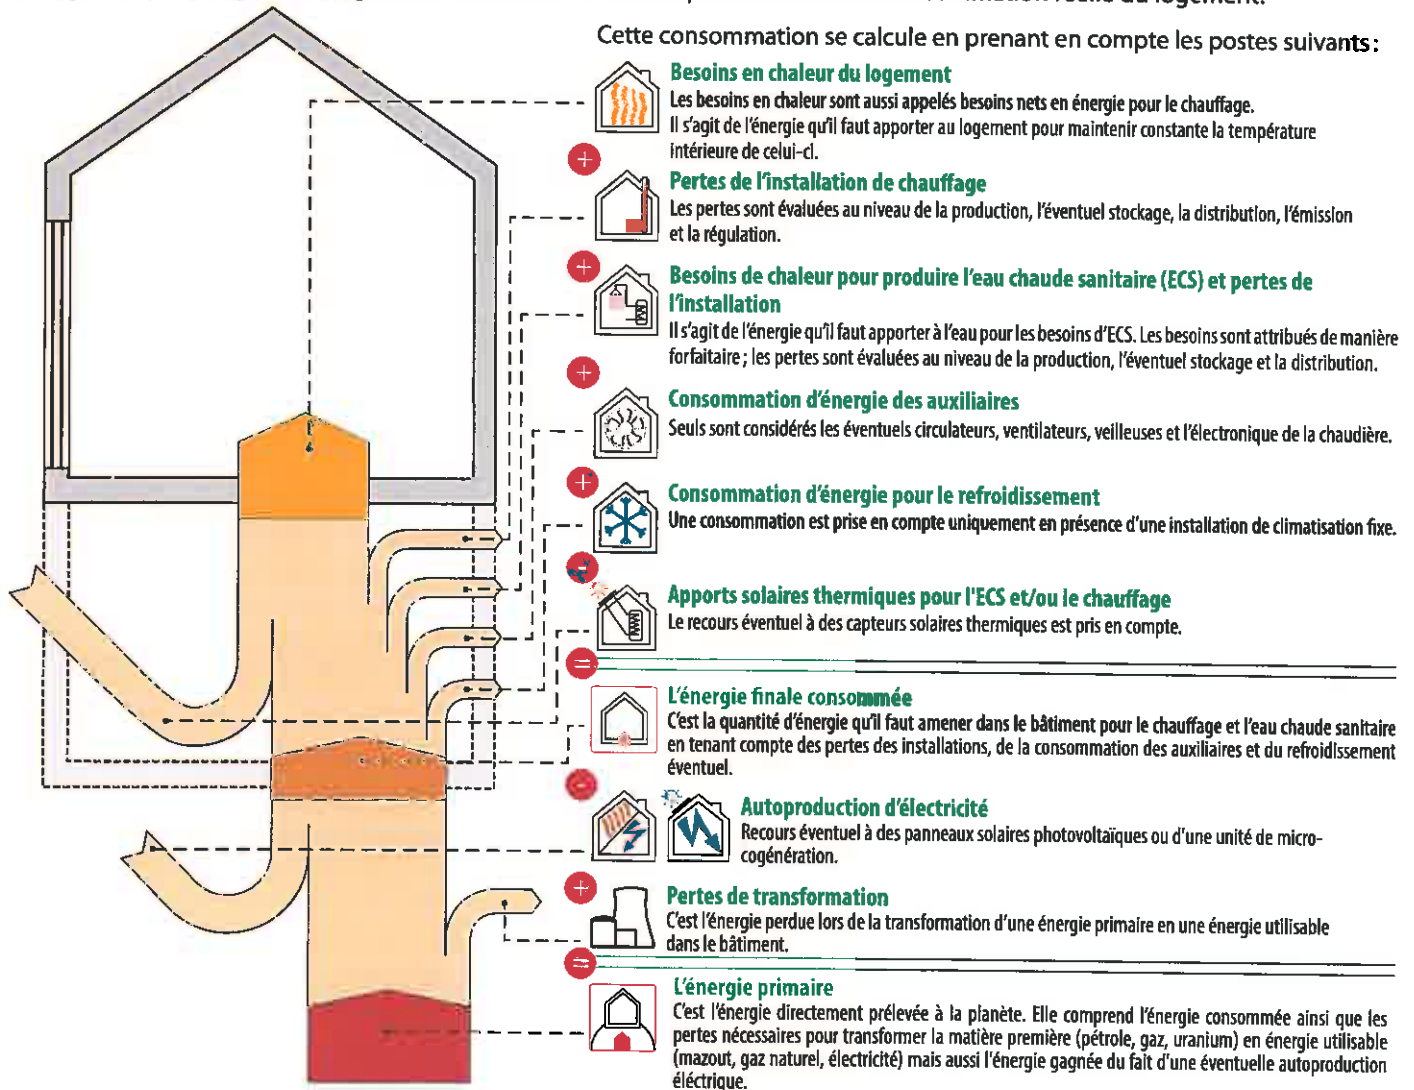 Cette consommation se calcule en prenant en compte les postes suivants :
Besoins en chaleur du logement
Les besoins en chaleur sont aussi appelés besoins nets en énergie pour le chauffage.
Il s'agit de l'énergie qu'il faut apporter au logement pour maintenir constante la température
intérieure de celui-ci.
+
Pertes de l'installation de chauffage
Les pertes sont évaluées au niveau de la production, l'éventuel stockage, la distribution, l'émission
et la régulation.
+
Besoins de chaleur pour produire l'eau chaude sanitaire (ECS) et pertes de
l'installation
Il s'agit de l'énergie qu'il faut apporter à l'eau pour les besoins d'ECS. Les besoins sont attribués de manière
forfaitaire ; les pertes sont évaluées au niveau de la production, l'éventuel stockage et la distribution.
+
Consommation d'énergie des auxiliaires
Seuls sont considérés les éventuels circulateurs, ventilateurs, veilleuses et l'électronique de la chaudière.
+
Consommation d'énergie pour le refroidissement
Une consommation est prise en compte uniquement en présence d'une installation de climatisation fixe.
-
Apports solaires thermiques pour l'ECS et/ou le chauffage
Le recours éventuel à des capteurs solaires thermiques est pris en compte.
=
L'énergie finale consommée
C'est la quantité d'énergie qu'il faut amener dans le bâtiment pour le chauffage et l'eau chaude sanitaire
en tenant compte des pertes des installations, de la consommation des auxiliaires et du refroidissement
éventuel.
-
Autoproduction d'électricité
Recours éventuel à des panneaux solaires photovoltaïques ou d'une unité de micro-
cogénération.
+
Pertes de transformation
C'est l'énergie perdue lors de la transformation d'une énergie primaire en une énergie utilisable
dans le bâtiment.
=
L'énergie primaire
C'est l'énergie directement prélevée à la planète. Elle comprend l'énergie consommée ainsi que les
pertes nécessaires pour transformer la matière première (pétrole, gaz, uranium) en énergie utilisable
(mazout, gaz naturel, électricité) mais aussi l'énergie gagnée du fait d'une éventuelle autoproduction
éléctrique.